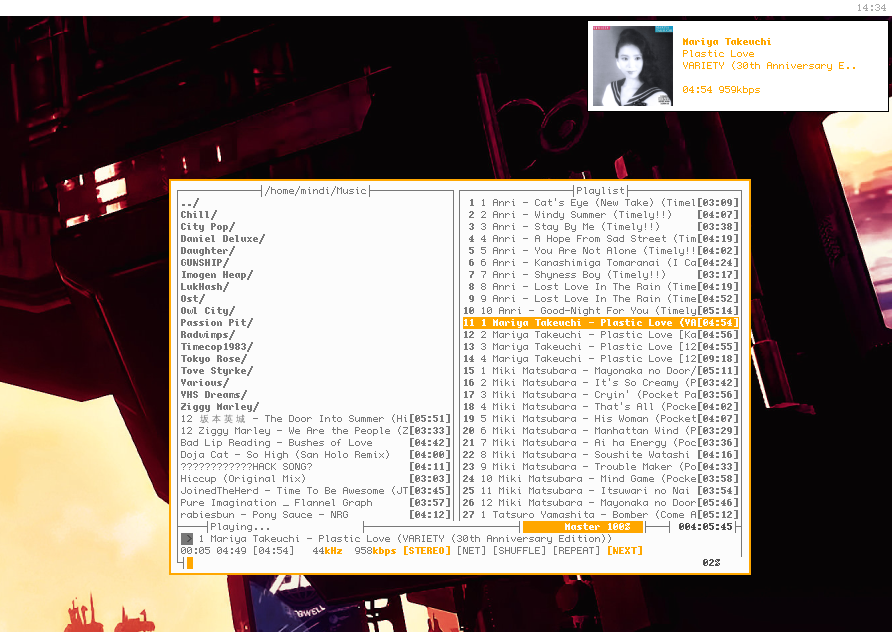 14:34
Mariya Takeuchi
Plastic Love
VARIETY (30th Anniversary E..
04:54 959kbps
/home/mindi/Music
../
Chill/
City Pop/
Daniel Deluxe/
Daughter/
GUNSHIP/
Imogen Heap/
LukHash/
Ost/
Owl City/
Passion Pit/
Radwimps/
Timecop1983/
Tokyo Rose/
Tove Styrke/
Various/
YHS Dreams/
Ziggy Marley/
12 坂本英城 - The Door Into Summer (Hi[05:51]
12 Ziggy Marley - We Are the People (Z[03:33]
Bad Lip Reading - Bushes of Love [04:42]
Doja Cat - So High (San Holo Remix) [04:00]
????????????HACK SONG? [04:11]
Hiccup (Original Mix) [03:03]
JoinedTheHerd - Time To Be Awesome (JT[03:45]
Pure Imagination _ Flannel Graph [03:57]
rabiesbun - Pony Sauce - NRG [04:12]
Playlist
1 1 Anri - Cat's Eye (New Take) (Timel[03:09]
2 2 Anri - Windy Summer (Timely!!) [04:07]
3 3 Anri - Stay By Me (Timely!!) [03:38]
4 4 Anri - A Hope From Sad Street (Tim[04:19]
5 5 Anri - You Are Not Alone (Timely!![04:02]
6 6 Anri - Kanashimiga Tomaranai (I Ca[04:24]
7 7 Anri - Shyness Boy (Timely!!) [03:17]
8 8 Anri - Lost Love In The Rain (Time[04:19]
9 9 Anri - Lost Love In The Rain (Time[04:52]
10 10 Anri - Good-Night For You (Timely[05:14]
11 1 Mariya Takeuchi - Plastic Love (VA[04:54]
12 2 Mariya Takeuchi - Plastic Love [Ka[04:56]
13 3 Mariya Takeuchi - Plastic Love [12[04:55]
14 4 Mariya Takeuchi - Plastic Love [12[09:18]
15 1 Miki Matsubara - Mayonaka no Door/[05:11]
16 2 Miki Matsubara - It's So Creamy (P[03:42]
17 3 Miki Matsubara - Cryin' (Pocket Pa[03:56]
18 4 Miki Matsubara - That's All (Pocke[04:02]
19 5 Miki Matsubara - His Woman (Pocket[04:07]
20 6 Miki Matsubara - Manhattan Wind (P[03:29]
21 7 Miki Matsubara - Ai ha Energy (Poc[03:36]
22 8 Miki Matsubara - Soushite Watashi [04:16]
23 9 Miki Matsubara - Trouble Maker (Po[04:33]
24 10 Miki Matsubara - Mind Game (Pocke[03:58]
25 11 Miki Matsubara - Itsuwari no Nai [03:54]
26 12 Miki Matsubara - Mayonaka no Door[05:46]
27 1 Tatsuro Yamashita - Bomber (Come A[05:12]
Playing... Master 100% 004:05:45
> 1 Mariya Takeuchi - Plastic Love (VARIETY (30th Anniversary Edition))
00:05 04:49 [04:54] 44kHz 958kbps [STEREO] [NET] [SHUFFLE] [REPEAT] [NEXT]
02%